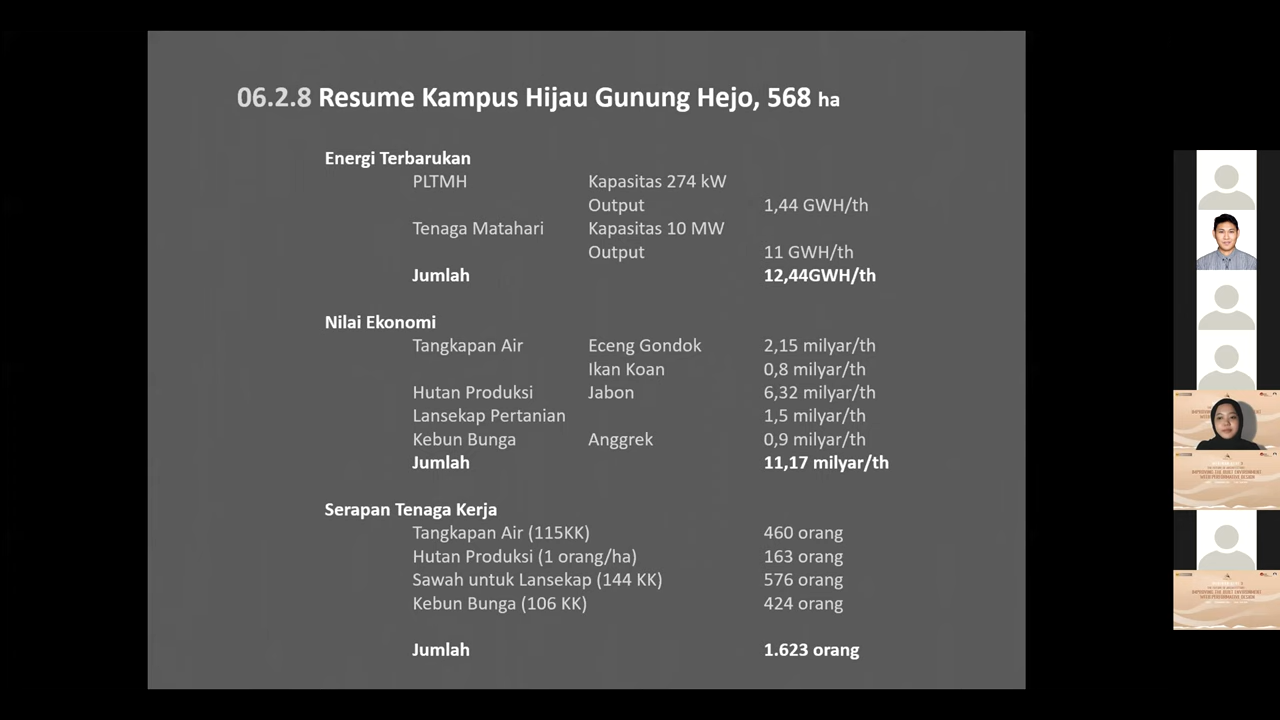 06.2.8 Resume Kampus Hijau Gunung Hejo, 568 ha
Energi Terbarukan
PLTMH Kapasitas 274 kW
Output 1,44 GWH/th
Tenaga Matahari Kapasitas 10 MW
Output 11 GWH/th
Jumlah 12,44GWH/th
Nilai Ekonomi
Tangkapan Air Eceng Gondok 2,15 milyar/th
Ikan Koan 0,8 milyar/th
Hutan Produksi Jabon 6,32 milyar/th
Lansekap Pertanian 1,5 milyar/th
Kebun Bunga Anggrek 0,9 milyar/th
Jumlah 11,17 milyar/th
Serapan Tenaga Kerja
Tangkapan Air (115KK) 460 orang
Hutan Produksi (1 orang/ha) 163 orang
Sawah untuk Lansekap (144 KK) 576 orang
Kebun Bunga (106 KK) 424 orang
Jumlah 1.623 orang